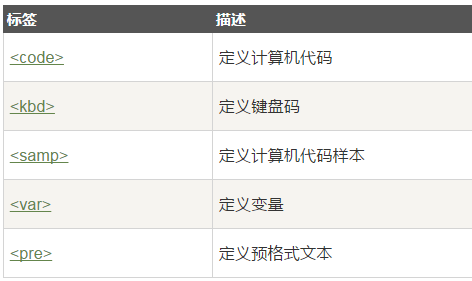 标签 描述
<code> 定义计算机代码
<kbd> 定义键盘码
<samp> 定义计算机代码样本
<var> 定义变量
<pre> 定义预格式文本